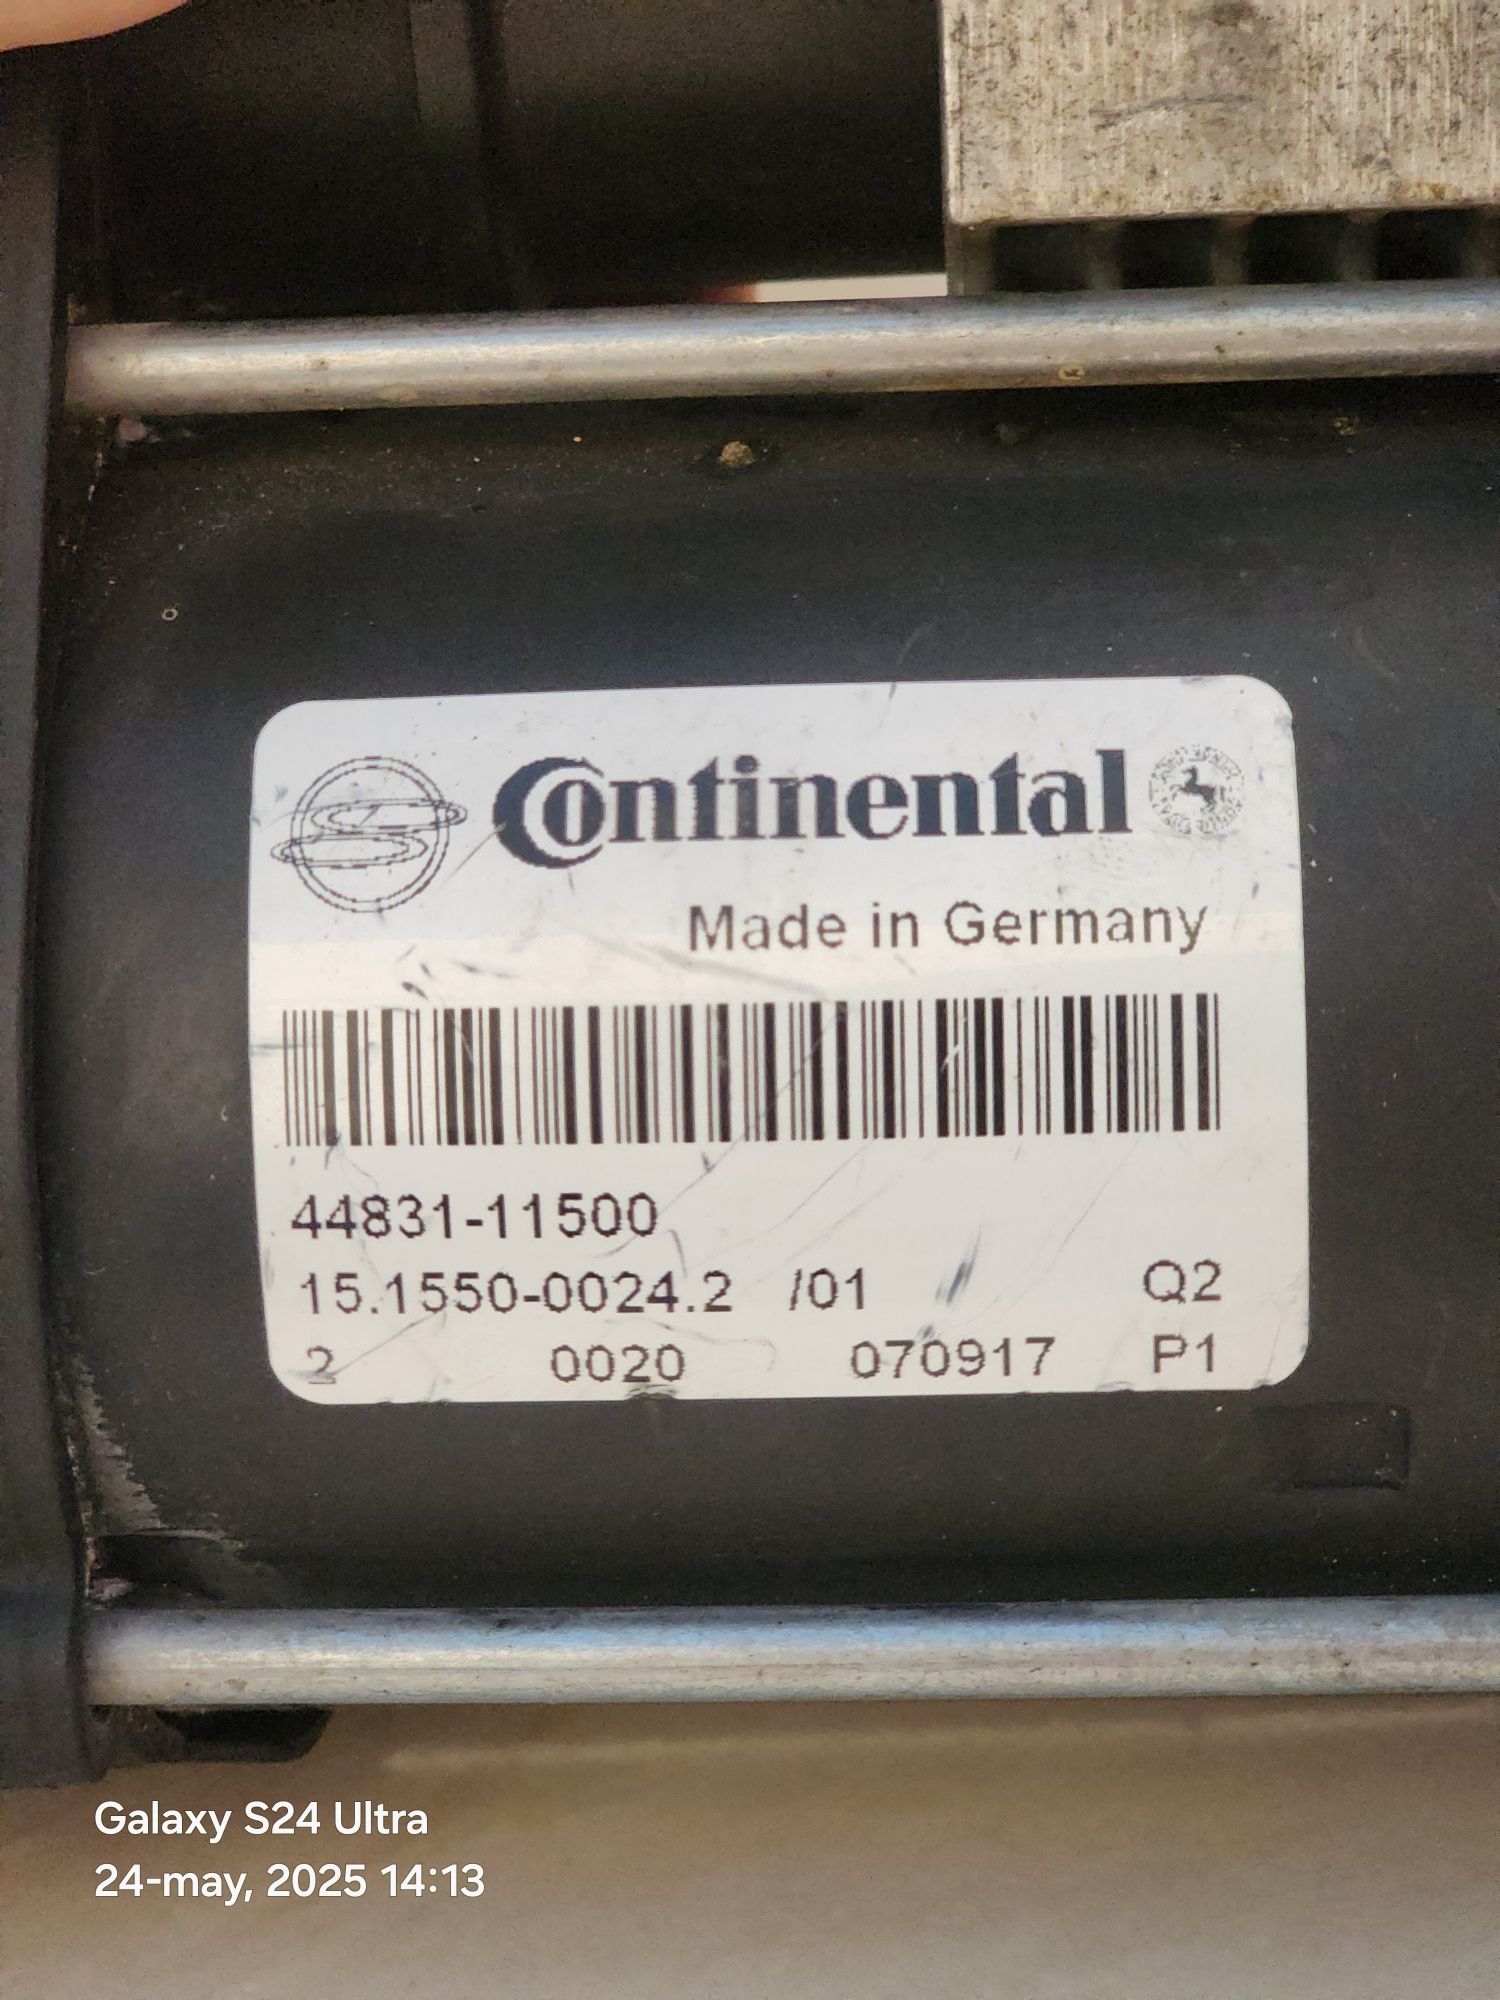 Continental
Made in Germany
44831-11500
15.1550-0024.2 /01 Q2
2 0020 070917 P1
Galaxy S24 Ultra
24-may, 2025 14:13